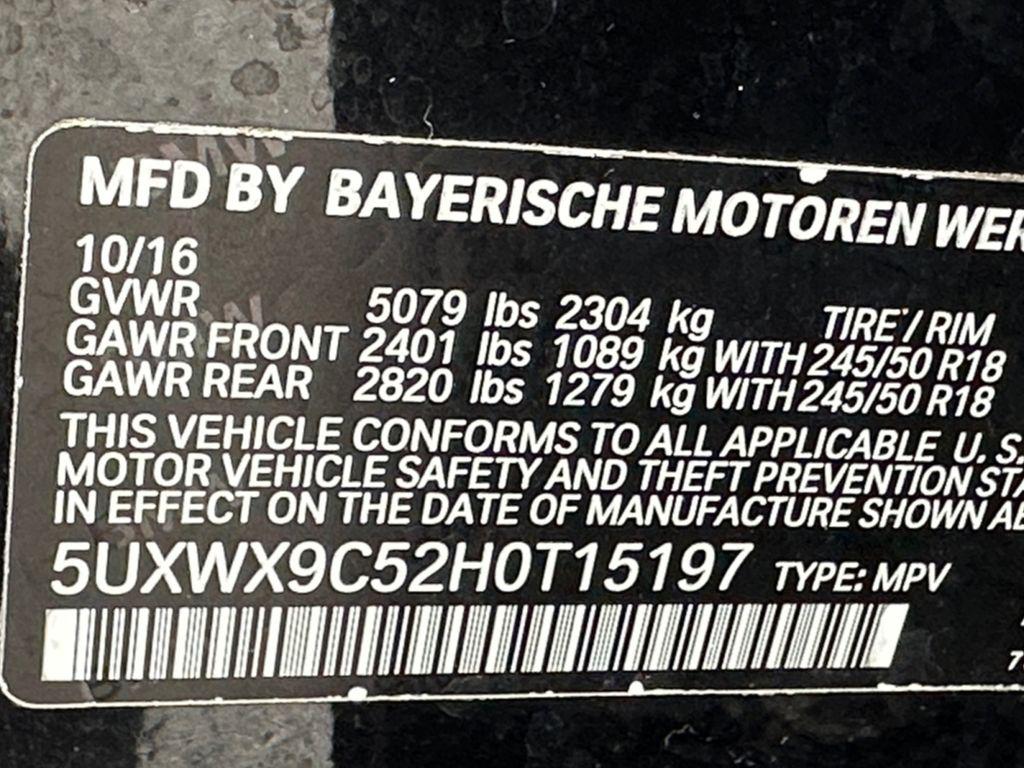 MFD BY BAYERISCHE MOTOREN WER
10/16
GVWR 5079 lbs 2304 kg TIRE / RIM
GAWR FRONT 2401 lbs 1089 kg WITH 245/50 R18
GAWR REAR 2820 lbs 1279 kg WITH 245/50 R18
THIS VEHICLE CONFORMS TO ALL APPLICABLE U. S.
MOTOR VEHICLE SAFETY AND THEFT PREVENTION STA
IN EFFECT ON THE DATE OF MANUFACTURE SHOWN AB
5UXWX9C52H0T15197 TYPE: MPV
7